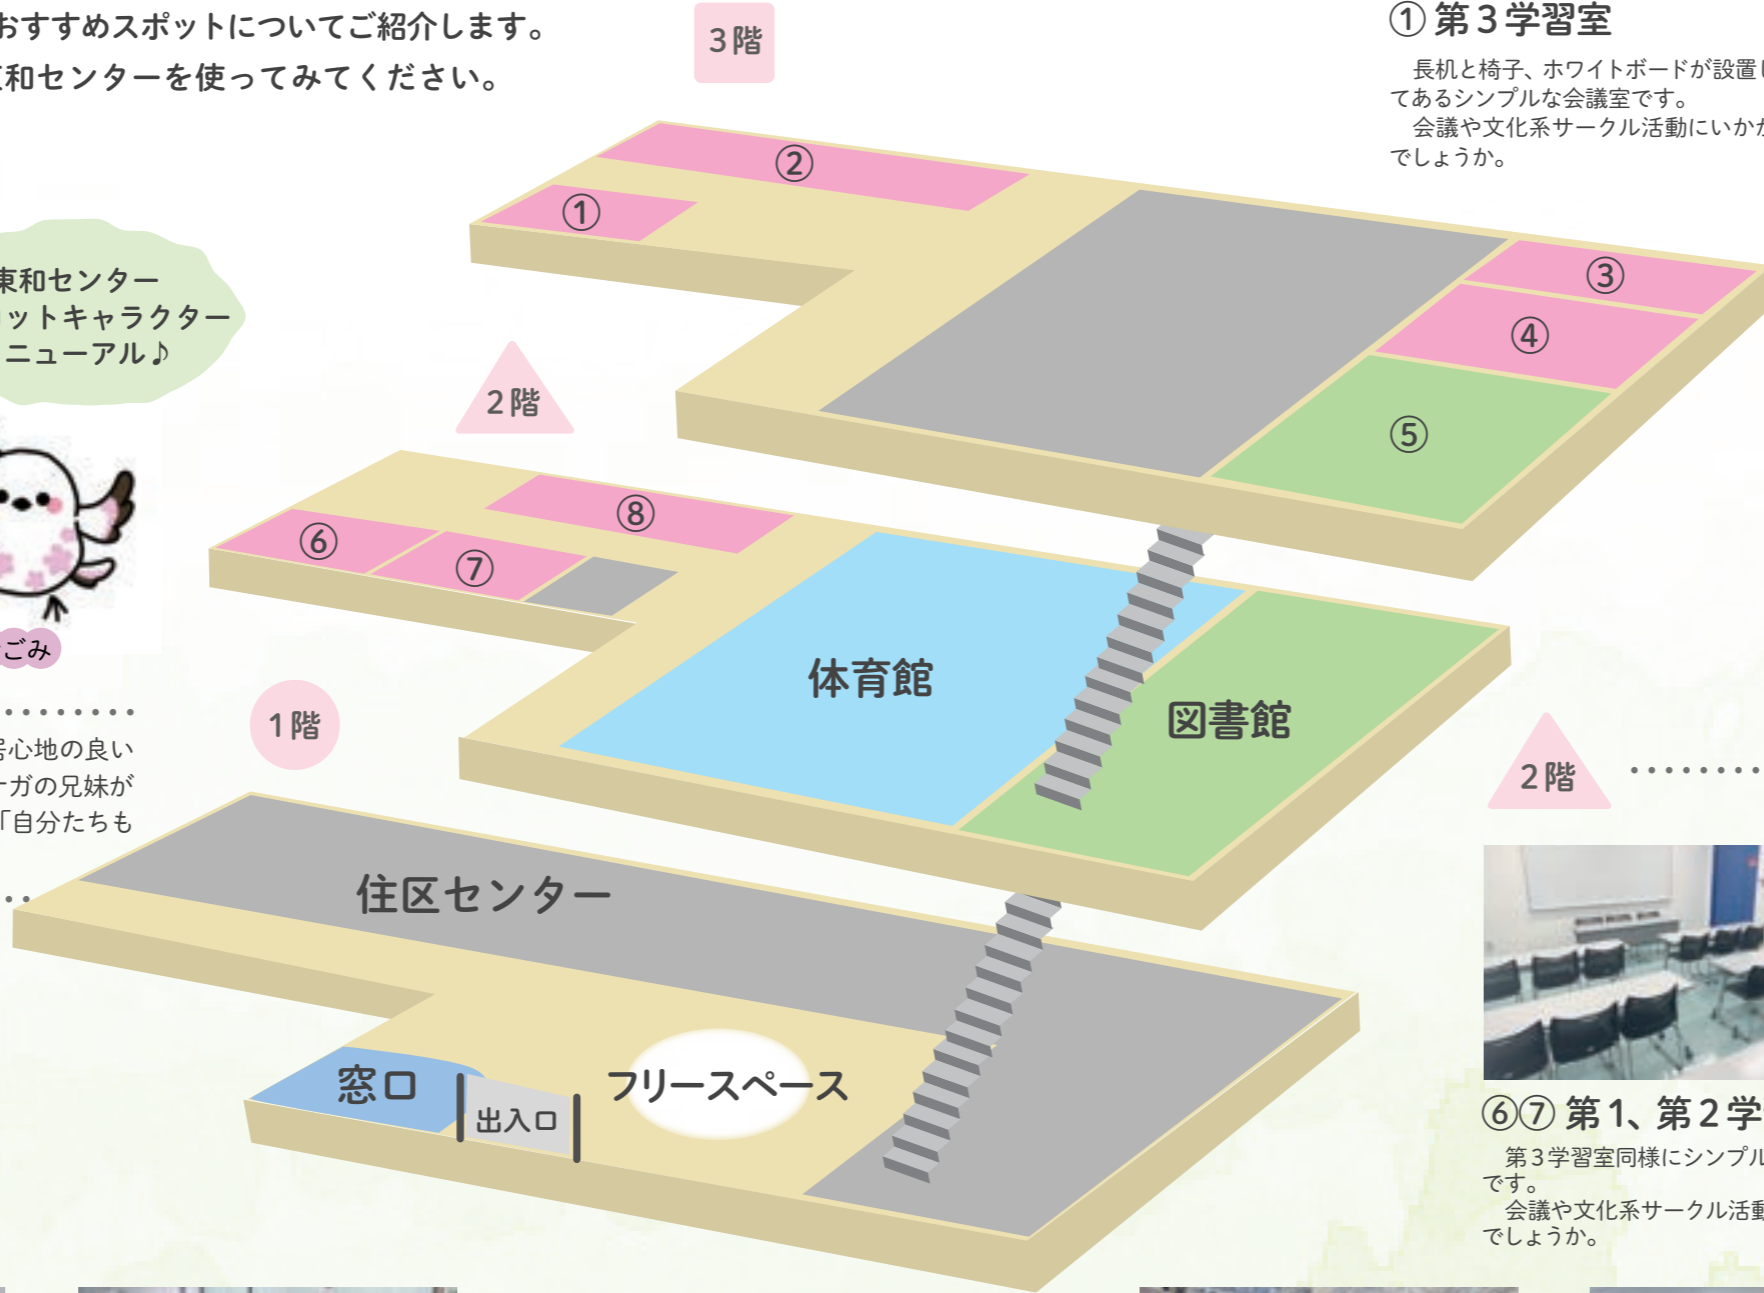 おすすめスポットについてご紹介します。
和センターを使ってみてください。
3階
①第3学習室
長机と椅子、ホワイトボードが設置し
てあるシンプルな会議室です。
会議や文化系サークル活動にいかが
でしょうか。
②
①
③
④
⑤
東和センター
ットキャラクター
ニューアル♪
ごみ
2階
⑧
⑥
⑦
体育館
図書館
居心地の良い
ガの兄妹が
「自分たちも
1階
住区センター
窓口
出入口
フリースペース
2階
⑥⑦ 第1、第2学
第3学習室同様にシンプル
です。
会議や文化系サークル活動
でしょうか。